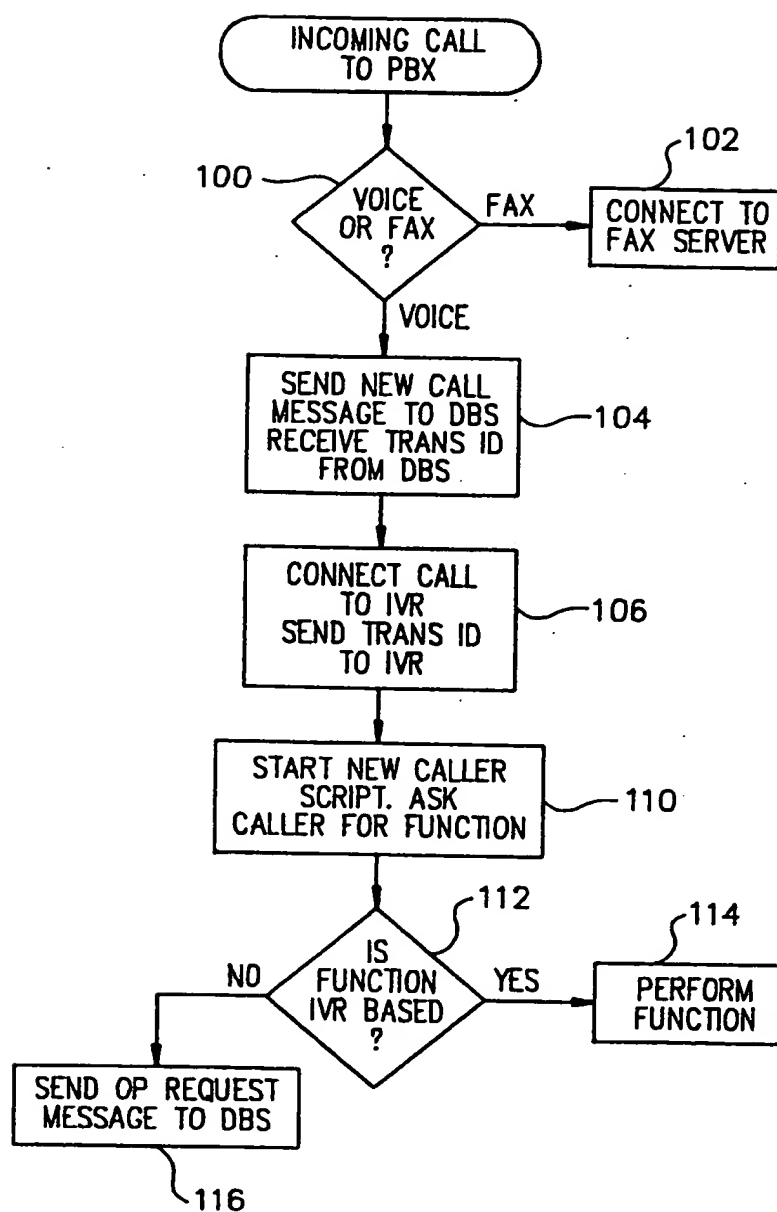 INCOMING CALL
TO PBX
100
VOICE
OR FAX
?
FAX
102
CONNECT TO
FAX SERVER
VOICE
SEND NEW CALL
MESSAGE TO DBS
RECEIVE TRANS ID
FROM DBS
104
CONNECT CALL
TO IVR
SEND TRANS ID
TO IVR
106
START NEW CALLER
SCRIPT. ASK
CALLER FOR FUNCTION
110
112
IS
FUNCTION
IVR BASED
?
NO
YES
114
PERFORM
FUNCTION
SEND OP REQUEST
MESSAGE TO DBS
116